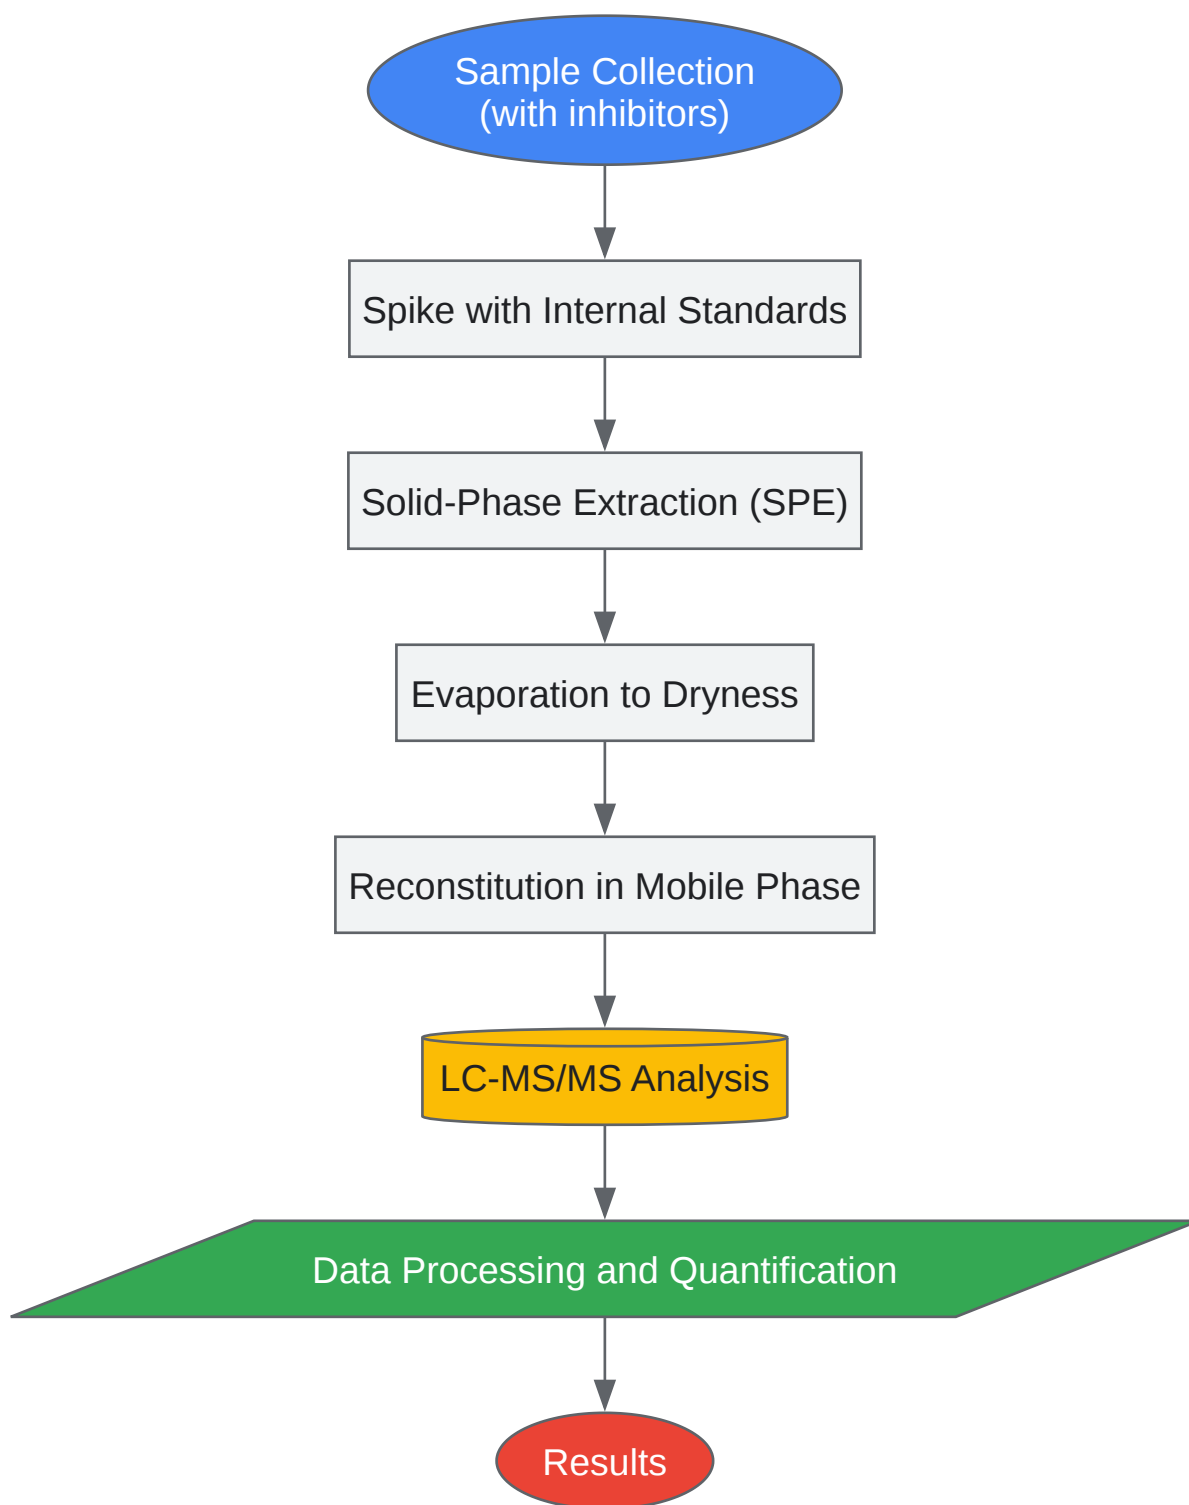 Sample Collection
(with inhibitors)
Spike with Internal Standards
Solid-Phase Extraction (SPE)
Evaporation to Dryness
Reconstitution in Mobile Phase
LC-MS/MS Analysis
Data Processing and Quantification
Results